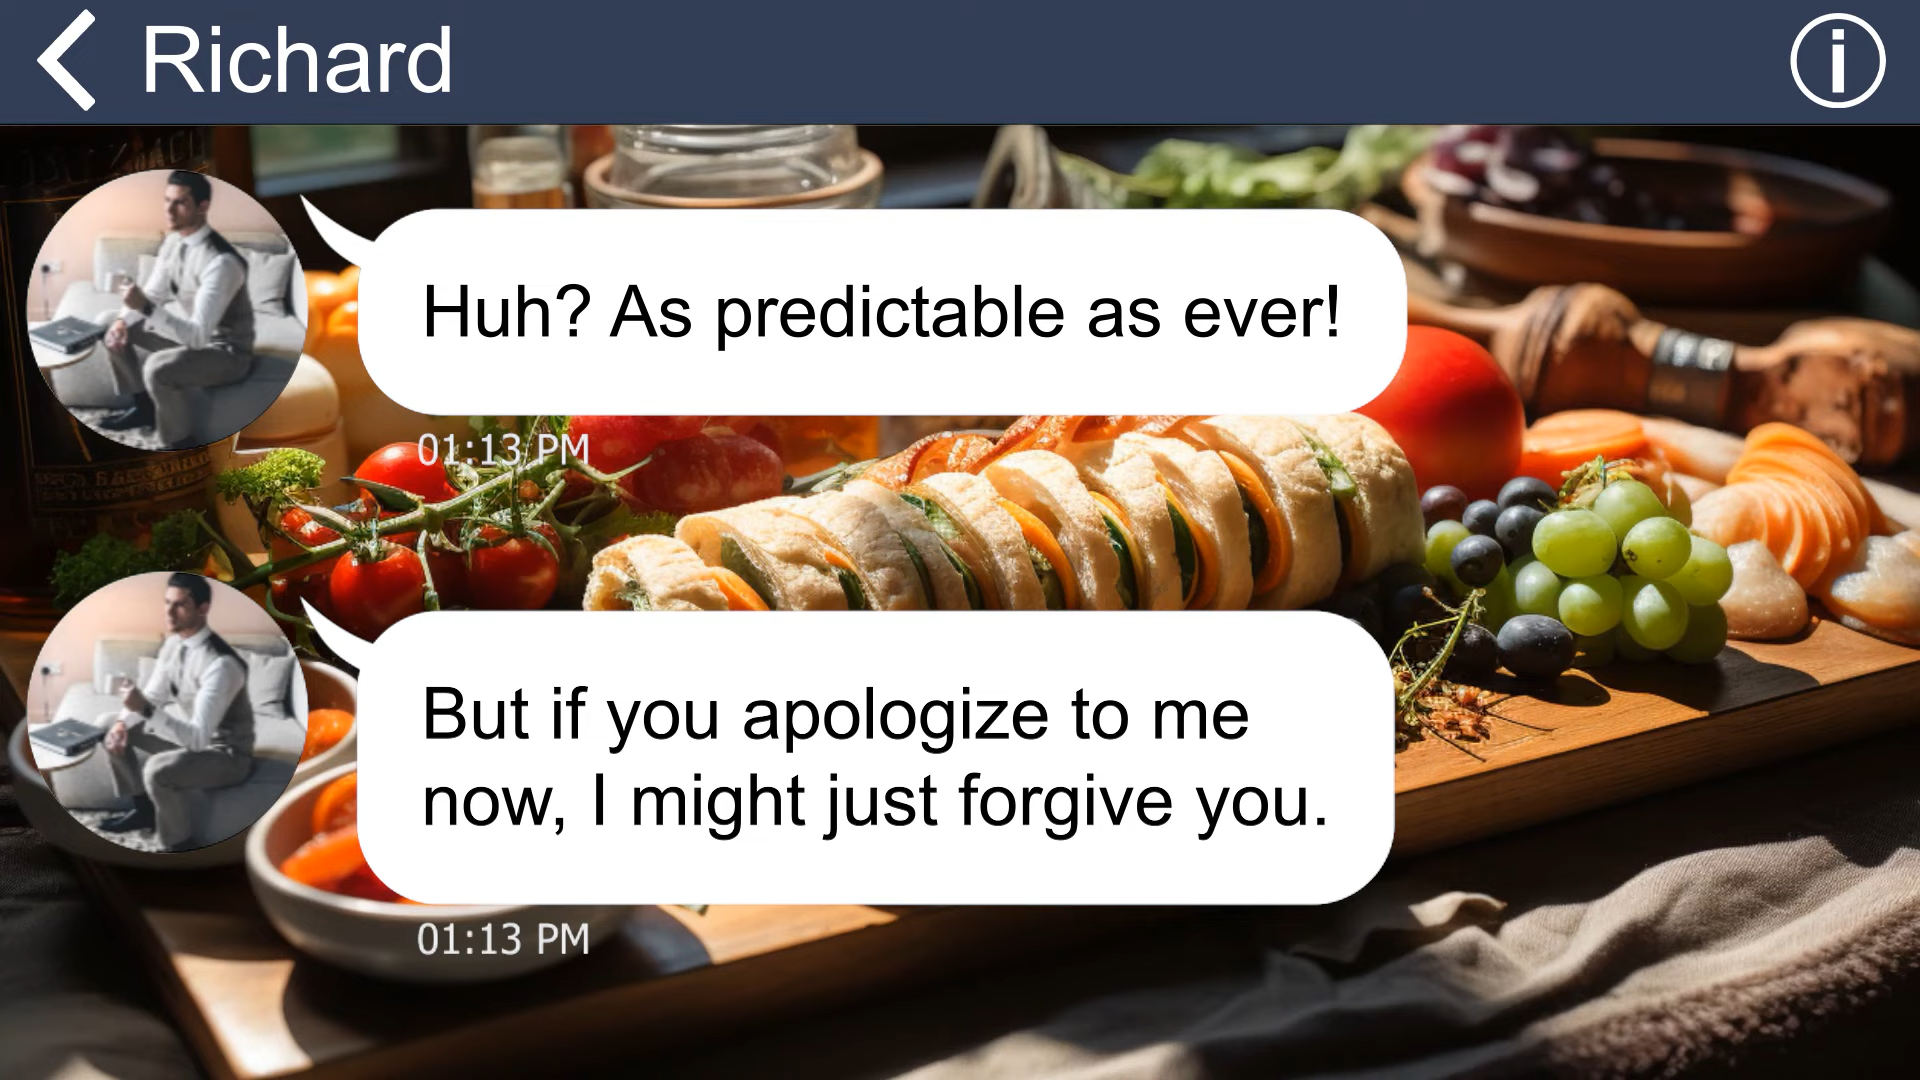 Richard
Huh? As predictable as ever!
01:13 PM
But if you apologize to me
now, I might just forgive you.
01:13 PM